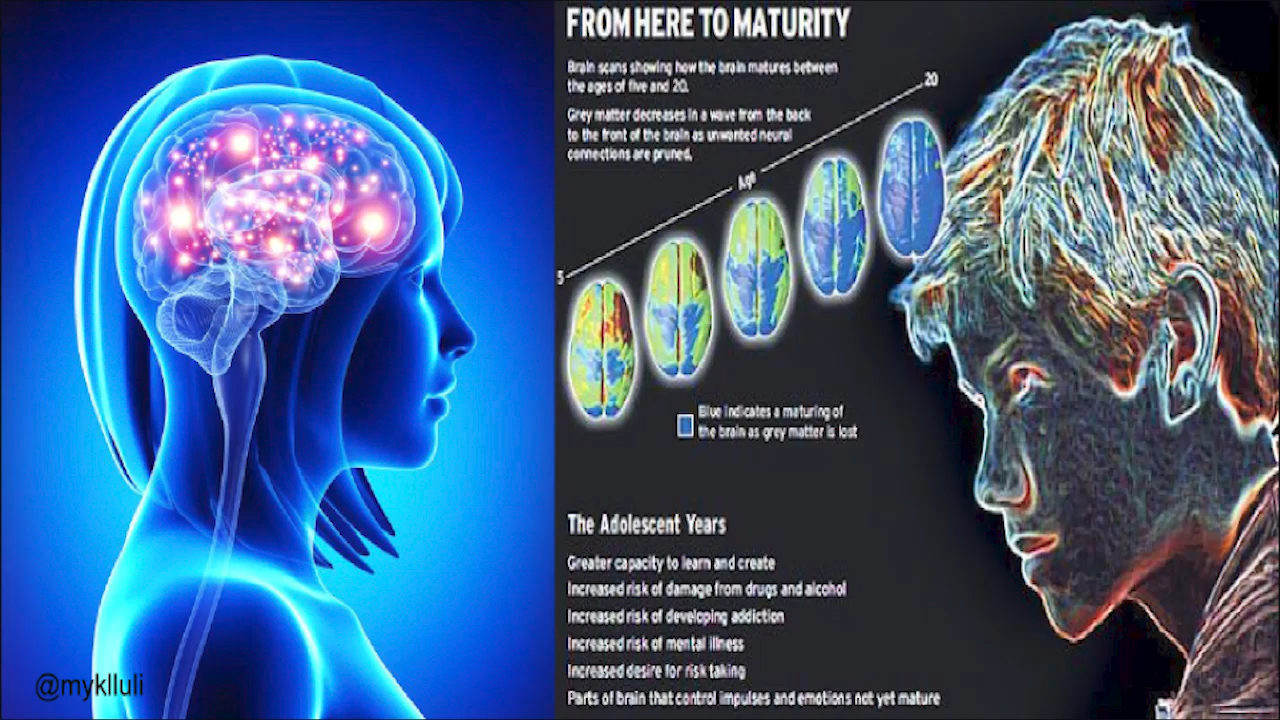 FROM HERE TO MATURITY
Brain scans showing how the brain matures between
the ages of five and 20.
Grey matter decreases in a wave from the back
to the front of the brain as unwanted neural
connections are pruned.
20
Age
5
Blue indicates a maturing of
the brain as grey matter is lost
The Adolescent Years
Greater capacity to learn and create
Increased risk of damage from drugs and alcohol
Increased risk of developing addiction
Increased risk of mental illness
Increased desire for risk taking
Parts of brain that control impulses and emotions not yet mature
@myklluli